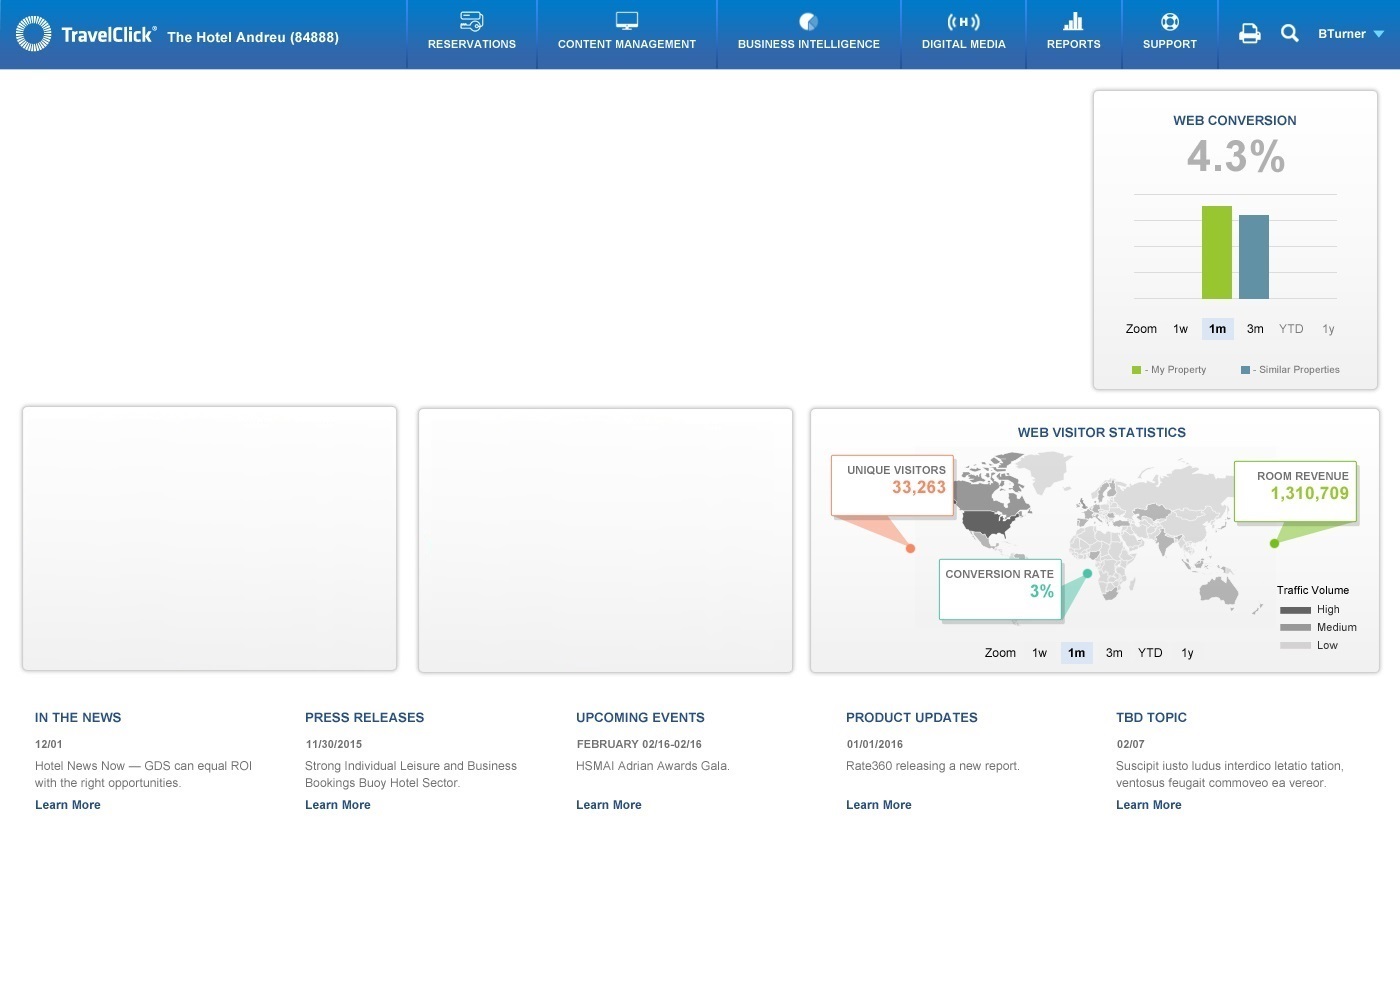 TravelClick® The Hotel Andreu (84888)
RESERVATIONS
CONTENT MANAGEMENT
BUSINESS INTELLIGENCE
DIGITAL MEDIA
REPORTS
SUPPORT
BTurner
WEB CONVERSION
4.3%
Zoom 1w 1m 3m YTD 1y
- My Property - Similar Properties
WEB VISITOR STATISTICS
UNIQUE VISITORS
33,263
ROOM REVENUE
1,310,709
CONVERSION RATE
3%
Traffic Volume
High
Medium
Low
Zoom 1w 1m 3m YTD 1y
IN THE NEWS
12/01
Hotel News Now — GDS can equal ROI
with the right opportunities.
Learn More
PRESS RELEASES
11/30/2015
Strong Individual Leisure and Business
Bookings Buoy Hotel Sector.
Learn More
UPCOMING EVENTS
FEBRUARY 02/16-02/16
HSMAI Adrian Awards Gala.
Learn More
PRODUCT UPDATES
01/01/2016
Rate360 releasing a new report.
Learn More
TBD TOPIC
02/07
Suscipit iusto ludus interdico letatio tation,
ventosus feugait commoveo ea vereor.
Learn More